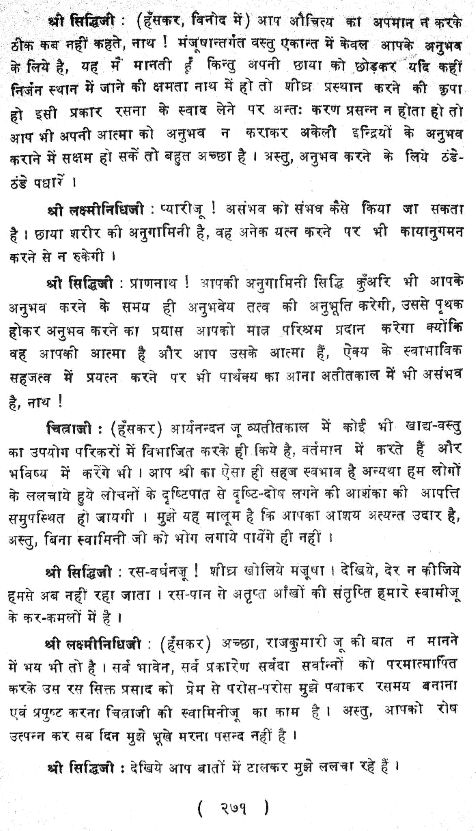 श्री सिद्धिजी : (हँसकर, विनोद में) आप औचित्य का अपमान न करके
ठीक कब नहीं कहते, नाथ ! मंजूषान्तर्गत वस्तु एकान्त में केवल आपके अनुभव
के लिये है, यह मैं मानती हूँ किन्तु अपनी छाया को छोड़कर यदि कहीं
निर्जन स्थान में जाने की क्षमता नाथ में हो तो शीघ्र प्रस्थान करने की कृपा
हो इसी प्रकार रसना के स्वाद लेने पर अन्तः करण प्रसन्न न होता हो तो
आप भी अपनी आत्मा को अनुभव न कराकर अकेली इन्द्रियों के अनुभव
कराने में सक्षम हो सकें तो बहुत अच्छा है । अस्तु, अनुभव करने के लिये ठंडे-
ठंडे पधारें ।
श्री लक्ष्मीनिधिजी : प्यारीजू ! असंभव को संभव कैसे किया जा सकता
है । छाया शरीर की अनुगामिनी है, वह अनेक यत्न करने पर भी कायानुगमन
करने से न रुकेगी ।
श्री सिद्धिजी : प्राणनाथ ! आपकी अनुगामिनी सिद्धि कुँअरि भी आपके
अनुभव करने के समय ही अनुभवेय तत्व की अनुभूति करेगी, उससे पृथक
होकर अनुभव करने का प्रयास आपको मात्र परिश्रम प्रदान करेगा क्योंकि
वह आपकी आत्मा है और आप उसके आत्मा हैं, ऐक्य के स्वाभाविक
सहजत्व में प्रयत्न करने पर भी पार्थक्य का आना अतीतकाल में भी असंभव
है, नाथ !
चित्राजी : (हँसकर) आर्यनन्दन जू व्यतीतकाल में कोई भी खाद्य-वस्तु
का उपयोग परिकरों में विभाजित करके ही किये है, वर्तमान में करते हैं और
भविष्य में करेंगे भी । आप श्री का ऐसा ही सहज स्वभाव है अन्यथा हम लोगों
के ललचाये हुये लोचनों के दृष्टिपात से दृष्टि-दोष लगने की आशंका की आपत्ति
समुपस्थित हो जायगी । मुझे यह मालूम है कि आपका आशय अत्यन्त उदार है,
अस्तु, बिना स्वामिनी जी को भोग लगाये पायेंगे ही नहीं ।
श्री सिद्धिजी : रस-वर्धनजू ! शीघ्र खोलिये मंजूषा । देखिये, देर न कीजिये
हमसे अब नहीं रहा जाता । रस-पान से अतृप्त आँखों की संतृप्ति हमारे स्वामीजू
के कर-कमलों में है ।
श्री लक्ष्मीनिधिजी : (हँसकर) अच्छा, राजकुमारी जू की बात न मानने
में भय भी तो है । सर्व भावेन, सर्व प्रकारेण सर्वदा सर्वान्नों को परमात्मार्पित
करके उस रस सिक्त प्रसाद को प्रेम से परोस-परोस मुझे पवाकर रसमय बनाना
एवं प्रपुष्ट करना चित्राजी की स्वामिनीजू का काम है । अस्तु, आपको रोष
उत्पन्न कर सब दिन मुझे भूखे मरना पसन्द नहीं है ।
श्री सिद्धिजी : देखिये आप बातों में टालकर मुझे ललचा रहे हैं ।
( २७१ )